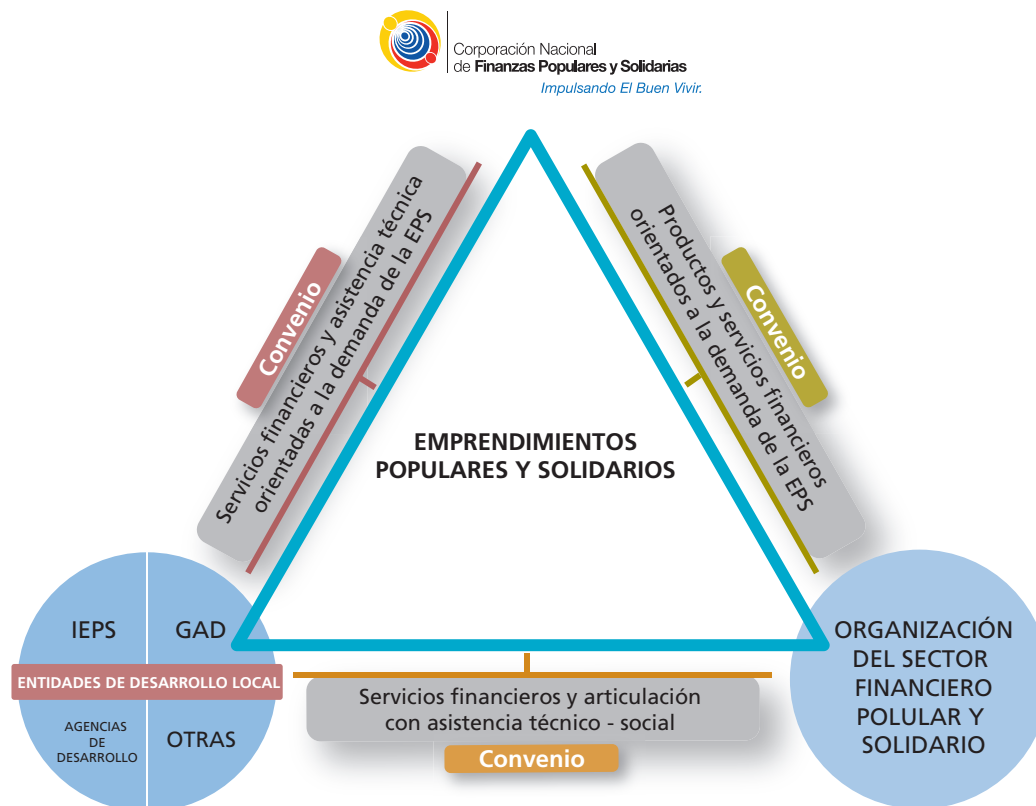 Corporación Nacional
de Finanzas Populares y Solidarias
Impulsando El Buen Vivir.
Convenio
Servicios financieros y asistencia técnica
orientadas a la demanda de la EPS
Productos y servicios financieros
orientados a la demanda de la EPS
Convenio
EMPRENDIMIENTOS
POPULARES Y SOLIDARIOS
IEPS
GAD
ENTIDADES DE DESARROLLO LOCAL
AGENCIAS
DE
DESARROLLO
OTRAS
Servicios financieros y articulación
con asistencia técnico - social
Convenio
ORGANIZACIÓN
DEL SECTOR
FINANCIERO
POLULAR Y
SOLIDARIO